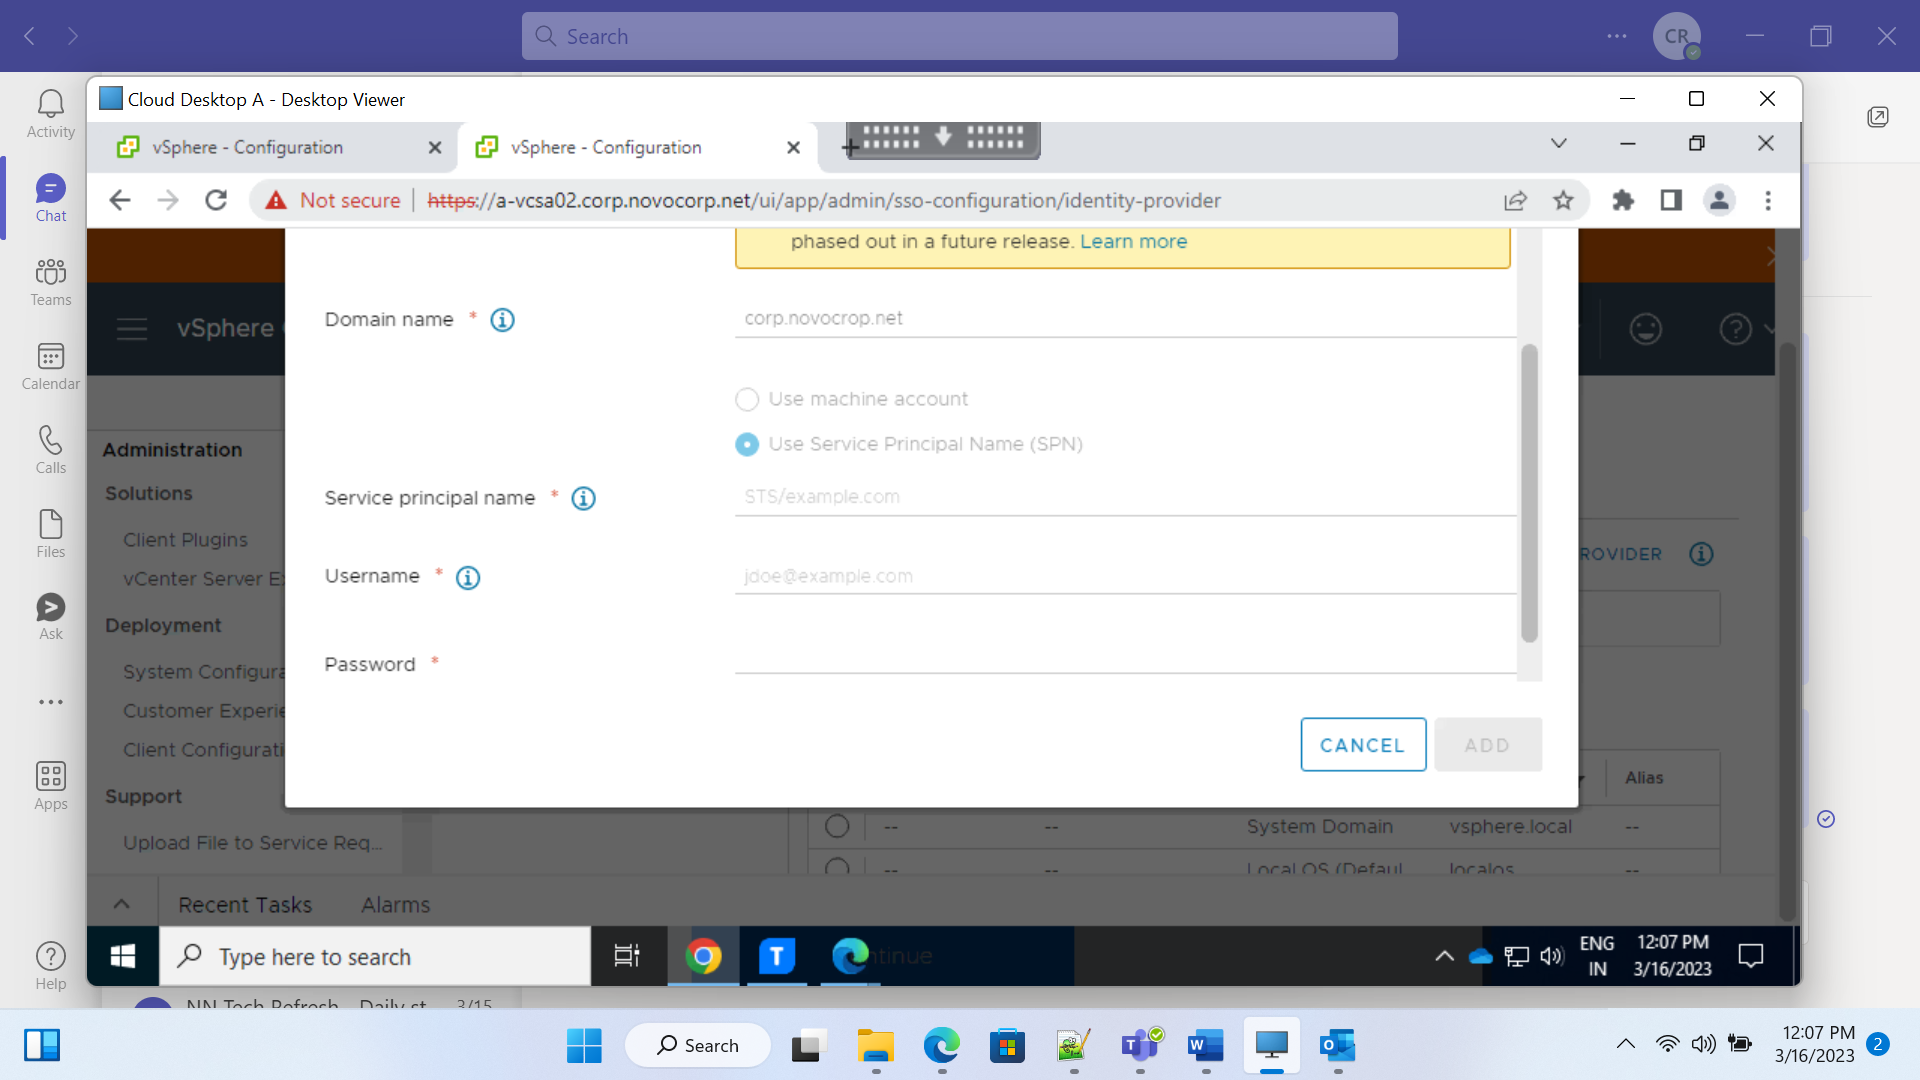 Search
CR
Activity
Chat
Teams
Calendar
Calls
Files
Ask
Apps
Help
Cloud Desktop A - Desktop Viewer
vSphere - Configuration
vSphere - Configuration
Not secure
https://a-vcsa02.corp.novocorp.net/ui/app/admin/sso-configuration/identity-provider
phased out in a future release. Learn more
vSphere
Domain name *
corp.novocrop.net
Use machine account
Use Service Principal Name (SPN)
Service principal name *
STS/example.com
Username *
jdoe@example.com
Password *
CANCEL
ADD
Administration
Solutions
Client Plugins
vCenter Server E
Deployment
System Configura
Customer Experie
Client Configurati
Support
Upload File to Service Req...
ROVIDER
Alias
-- -- System Domain vsphere.local --
-- -- Local OS (Defaul localos --
Recent Tasks
Alarms
Type here to search
ntinue
ENG
IN
12:07 PM
3/16/2023
NN Tech Refresh - Daily st... 3/15
Search
12:07 PM
3/16/2023
2